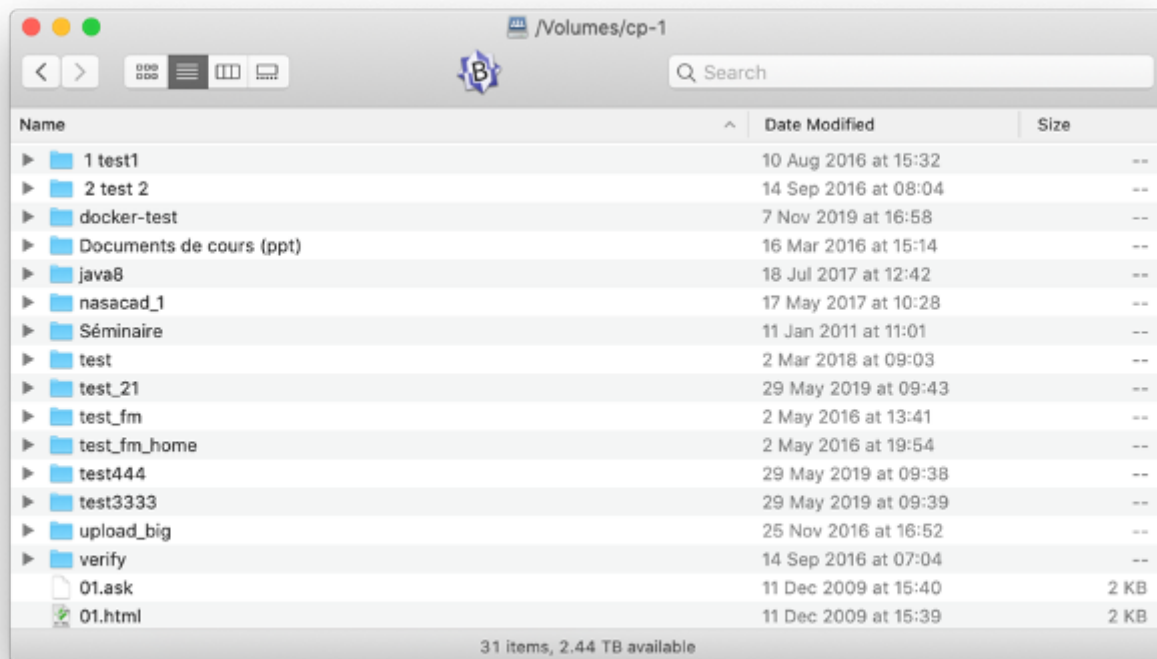 /Volumes/cp-1
B
Search
Name Date Modified Size
1 test1 10 Aug 2016 at 15:32 --
2 test 2 14 Sep 2016 at 08:04 --
docker-test 7 Nov 2019 at 16:58 --
Documents de cours (ppt) 16 Mar 2016 at 15:14 --
java8 18 Jul 2017 at 12:42 --
nasacad_1 17 May 2017 at 10:28 --
Séminaire 11 Jan 2011 at 11:01 --
test 2 Mar 2018 at 09:03 --
test_21 29 May 2019 at 09:43 --
test_fm 2 May 2016 at 13:41 --
test_fm_home 2 May 2016 at 19:54 --
test444 29 May 2019 at 09:38 --
test3333 29 May 2019 at 09:39 --
upload_big 25 Nov 2016 at 16:52 --
verify 14 Sep 2016 at 07:04 --
01.ask 11 Dec 2009 at 15:40 2 KB
01.html 11 Dec 2009 at 15:39 2 KB
31 items, 2.44 TB available